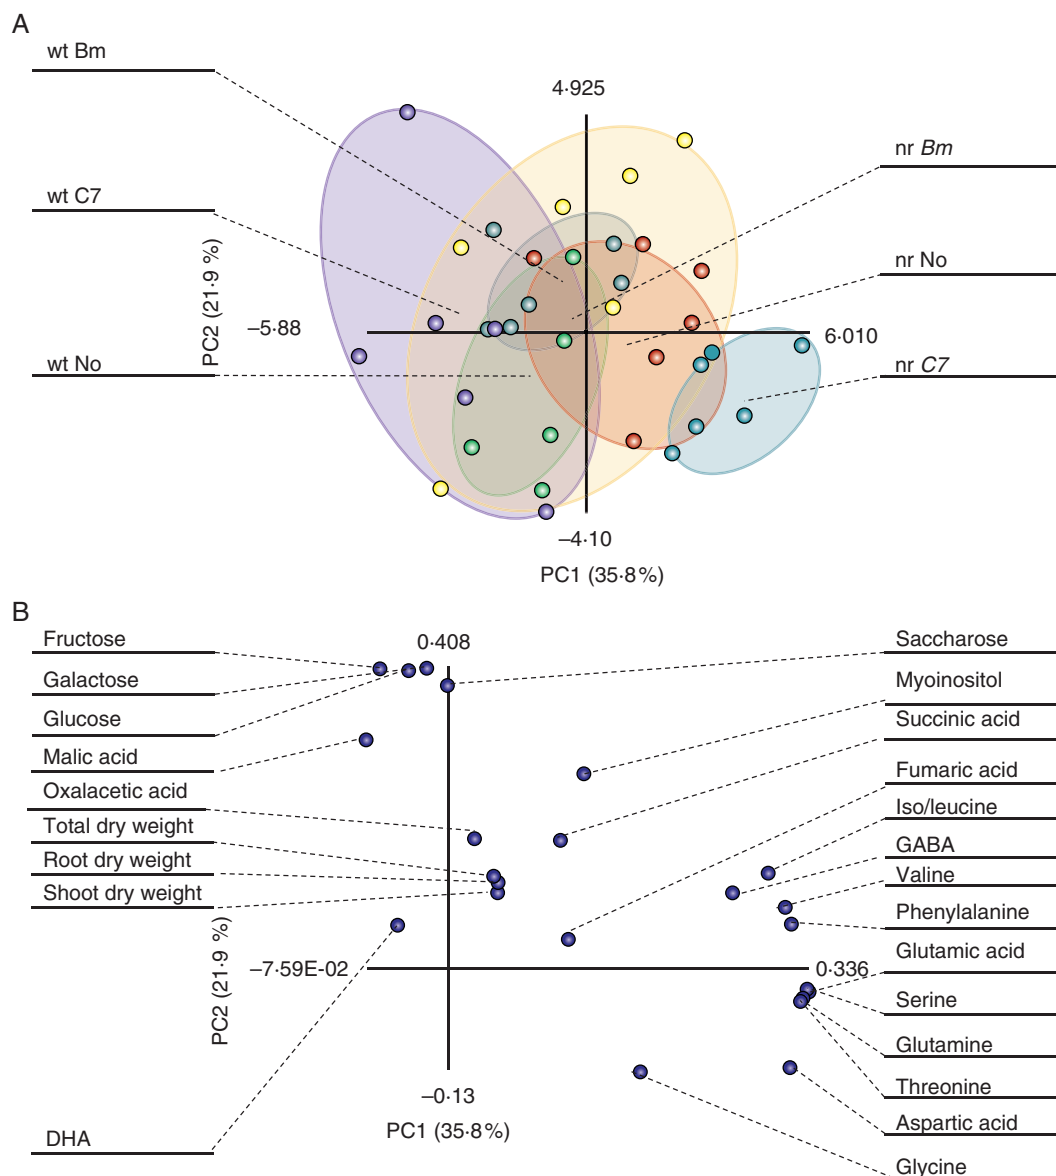 A
wt Bm
4·925
nr Bm
wt C7
nr No
PC2 (21·9 %)
–5·88
6·010
wt No
nr C7
–4·10
PC1 (35·8 %)
B
Fructose
0·408
Saccharose
Galactose
Myoinositol
Glucose
Succinic acid
Malic acid
Fumaric acid
Oxalacetic acid
Iso/leucine
Total dry weight
GABA
Root dry weight
Valine
Shoot dry weight
Phenylalanine
Glutamic acid
PC2 (21·9 %)
–7·59E-02
0·336
Serine
Glutamine
Threonine
–0·13
Aspartic acid
PC1 (35·8 %)
DHA
Glycine